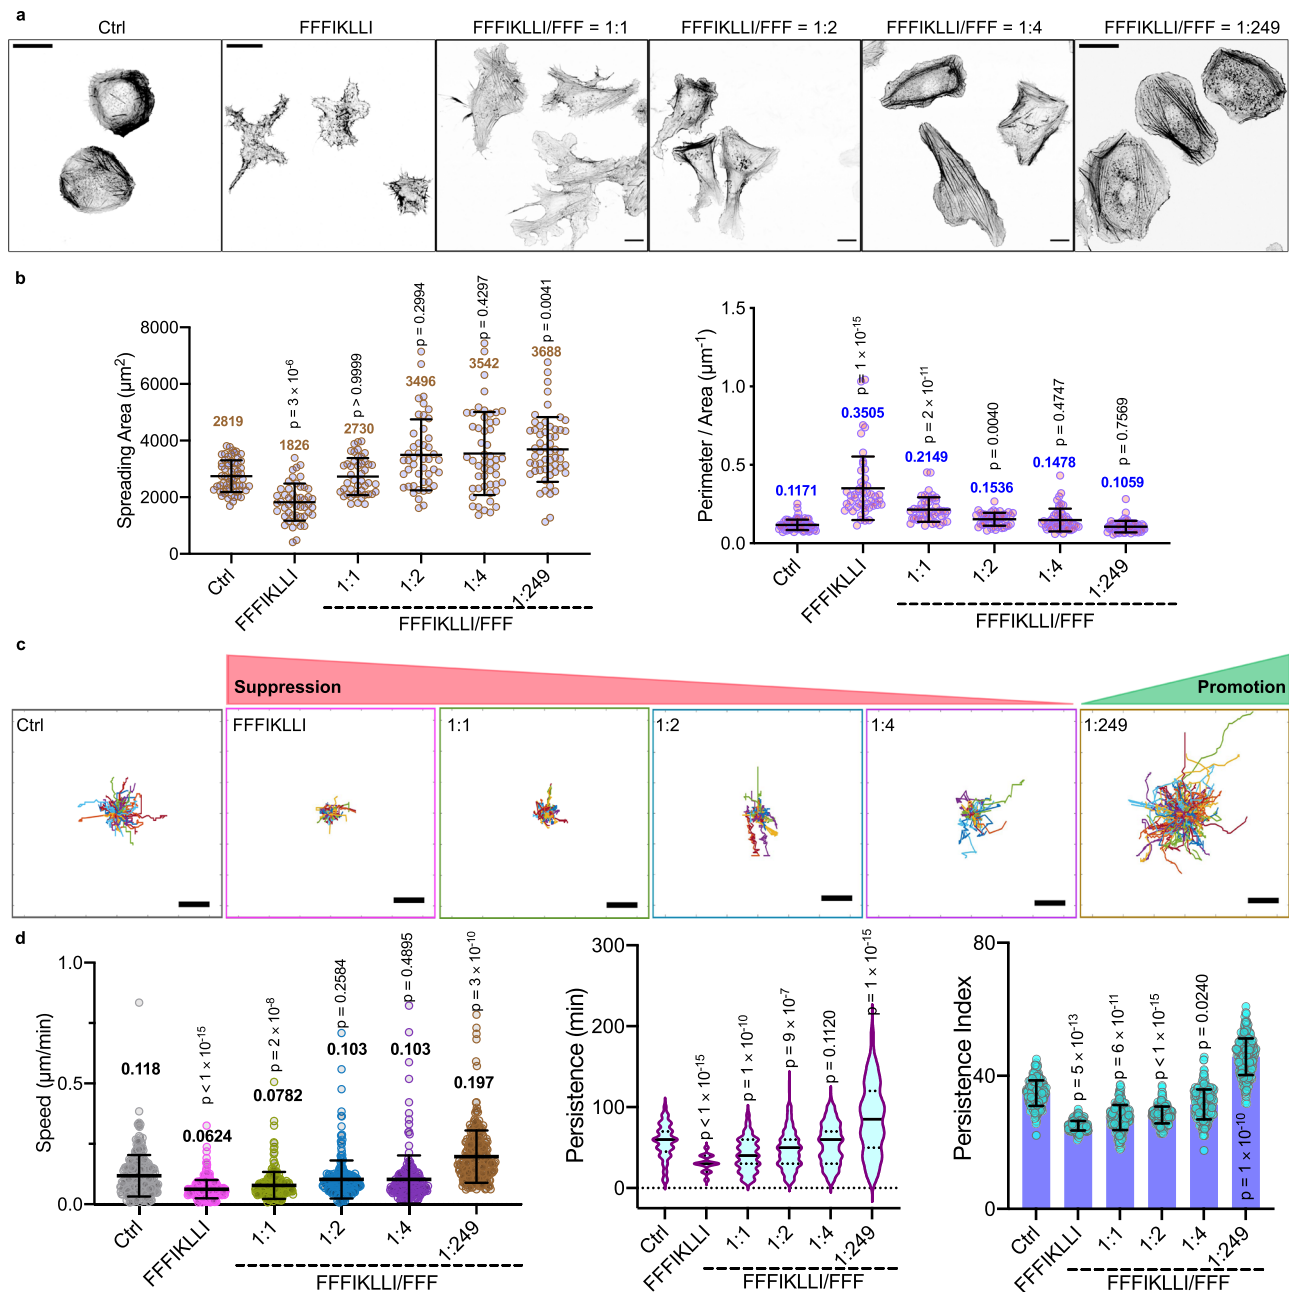 a
Ctrl
FFFIKLLI
FFFIKLLI/FFF = 1:1
FFFIKLLI/FFF = 1:2
FFFIKLLI/FFF = 1:4
FFFIKLLI/FFF = 1:249
b
Spreading Area (µm²)
8000
6000
4000
2000
0
2819
1826
2730
3496
3542
3688
p = 3 × 10⁻⁶
p > 0.9999
p = 0.2994
p = 0.4297
p = 0.0041
Ctrl
FFFIKLLI
1:1
1:2
1:4
1:249
FFFIKLLI/FFF
Perimeter / Area (µm⁻¹)
1.5
1.0
0.5
0.0
0.1171
0.3505
0.2149
0.1536
0.1478
0.1059
p = 1 × 10⁻¹⁵
p = 2 × 10⁻¹¹
p = 0.0040
p = 0.4747
p = 0.7569
Ctrl
FFFIKLLI
1:1
1:2
1:4
1:249
FFFIKLLI/FFF
c
Suppression
Promotion
Ctrl
FFFIKLLI
1:1
1:2
1:4
1:249
d
Speed (µm/min)
1.0
0.5
0.0
0.118
0.0624
0.0782
0.103
0.103
0.197
p < 1 × 10⁻¹⁵
p = 2 × 10⁻⁸
p = 0.2584
p = 0.4895
p = 3 × 10⁻¹⁰
Ctrl
FFFIKLLI
1:1
1:2
1:4
1:249
FFFIKLLI/FFF
Persistence (min)
300
200
100
0
p < 1 × 10⁻¹⁵
p = 1 × 10⁻¹⁰
p = 9 × 10⁻⁷
p = 0.1120
p = 1 × 10⁻¹⁵
Ctrl
FFFIKLLI
1:1
1:2
1:4
1:249
FFFIKLLI/FFF
Persistence Index
80
40
0
p = 5 × 10⁻¹³
p = 6 × 10⁻¹¹
p < 1 × 10⁻¹⁵
p = 0.0240
p = 1 × 10⁻¹⁰
Ctrl
FFFIKLLI
1:1
1:2
1:4
1:249
FFFIKLLI/FFF